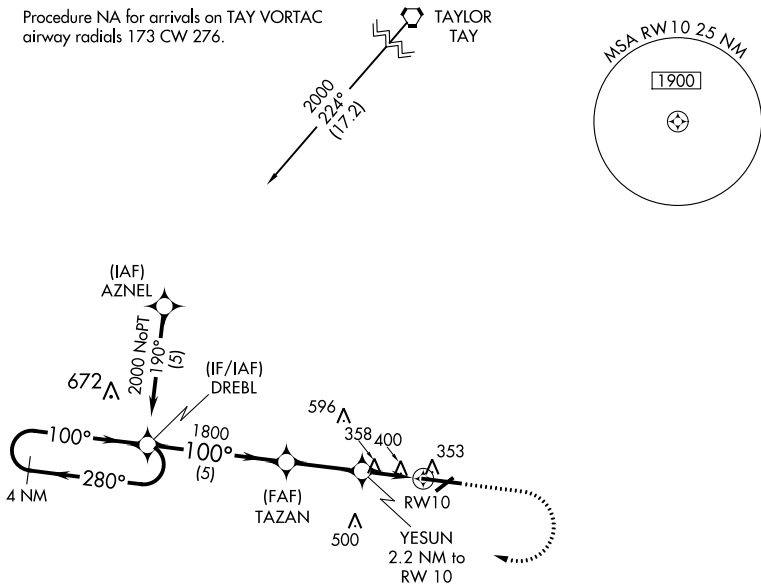 Procedure NA for arrivals on TAY VORTAC
airway radials 173 CW 276.
TAYLOR
TAY
2000
224°
(17.2)
MSA RW10 25 NM
1900
(IAF)
AZNEL
2000 NoPT
190°
(5)
(IF/IAF)
DREBL
672
100°
280°
4 NM
1800
100°
(5)
(FAF)
TAZAN
596
358
400
353
RW10
500
YESUN
2.2 NM to
RW 10